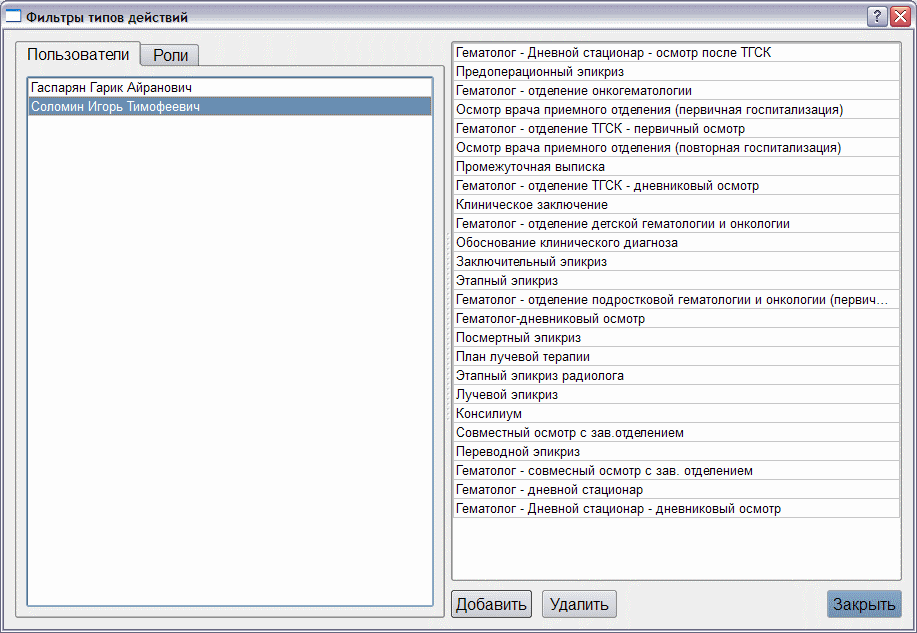 Фильтры типов действий
?
Пользователи
Роли
Гаспарян Гарик Айранович
Соломин Игорь Тимофеевич
Гематолог - Дневной стационар - осмотр после ТГСК
Предоперационный эпикриз
Гематолог - отделение онкогематологии
Осмотр врача приемного отделения (первичная госпитализация)
Гематолог - отделение ТГСК - первичный осмотр
Осмотр врача приемного отделения (повторная госпитализация)
Промежуточная выписка
Гематолог - отделение ТГСК - дневниковый осмотр
Клиническое заключение
Гематолог - отделение детской гематологии и онкологии
Обоснование клинического диагноза
Заключительный эпикриз
Этапный эпикриз
Гематолог - отделение подростковой гематологии и онкологии (первич...
Гематолог-дневниковый осмотр
Посмертный эпикриз
План лучевой терапии
Этапный эпикриз радиолога
Лучевой эпикриз
Консилиум
Совместный осмотр с зав.отделением
Переводной эпикриз
Гематолог - совмесный осмотр с зав. отделением
Гематолог - дневной стационар
Гематолог - Дневной стационар - дневниковый осмотр
Добавить
Удалить
Закрыть